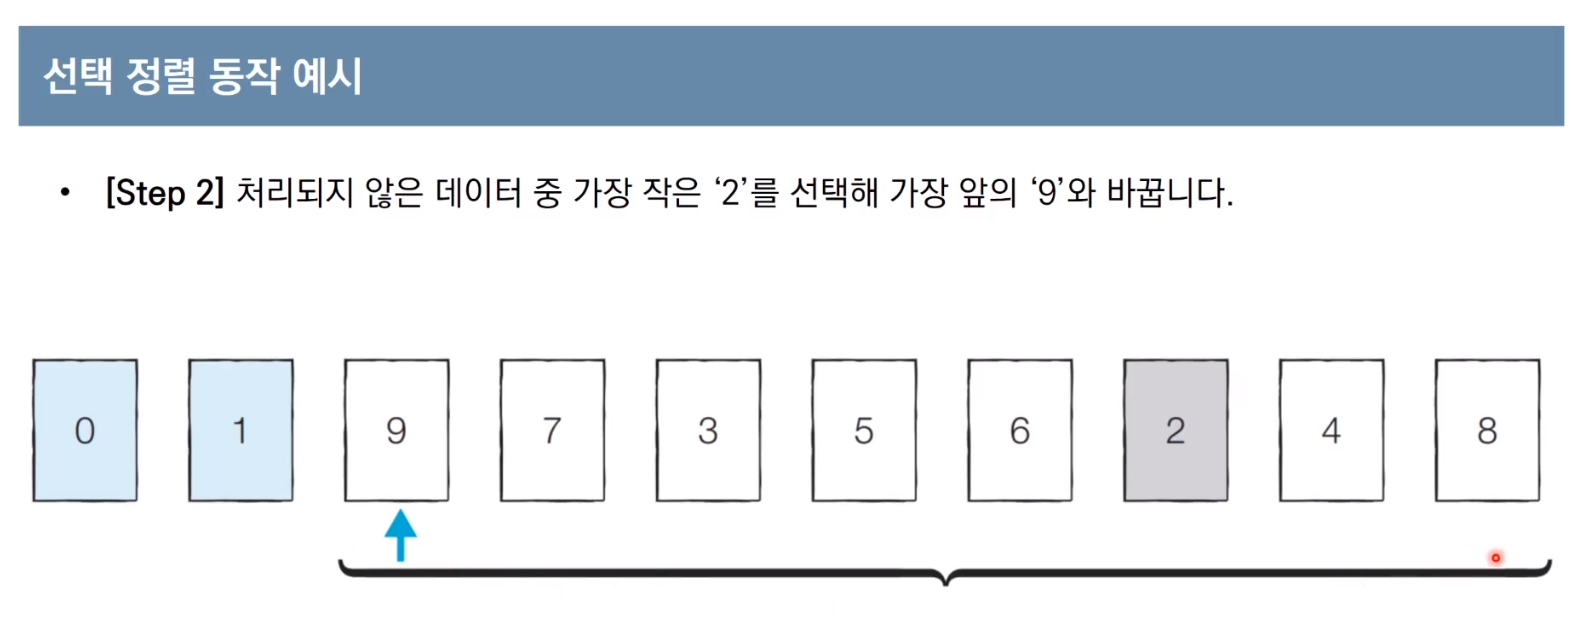 선택 정렬 동작 예시
• [Step 2] 처리되지 않은 데이터 중 가장 작은 ‘2’를 선택해 가장 앞의 ‘9’와 바꿉니다.
0 1 9 7 3 5 6 2 4 8